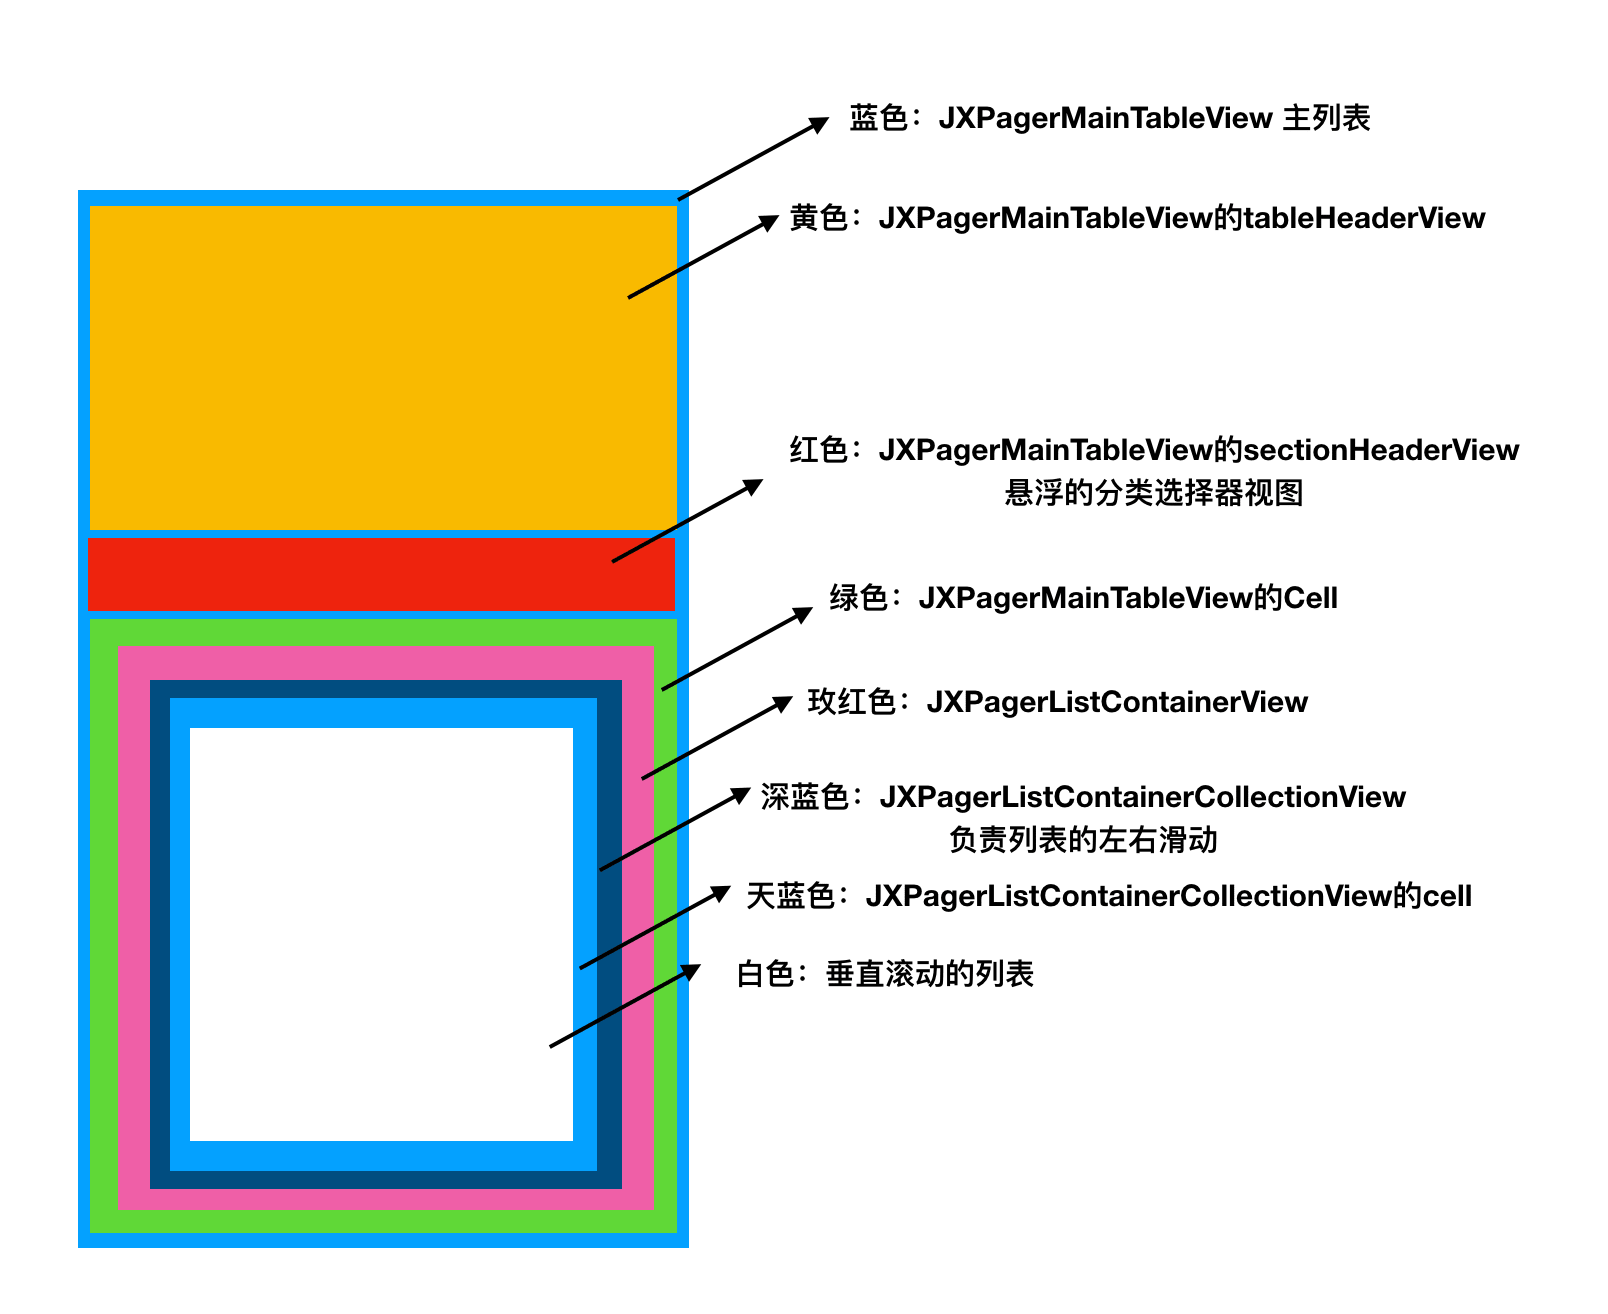 蓝色：JXPagerMainTableView 主列表
黄色：JXPagerMainTableView的tableHeaderView
红色：JXPagerMainTableView的sectionHeaderView
悬浮的分类选择器视图
绿色：JXPagerMainTableView的Cell
玫红色：JXPagerListContainerView
深蓝色：JXPagerListContainerCollectionView
负责列表的左右滑动
天蓝色：JXPagerListContainerCollectionView的cell
白色：垂直滚动的列表